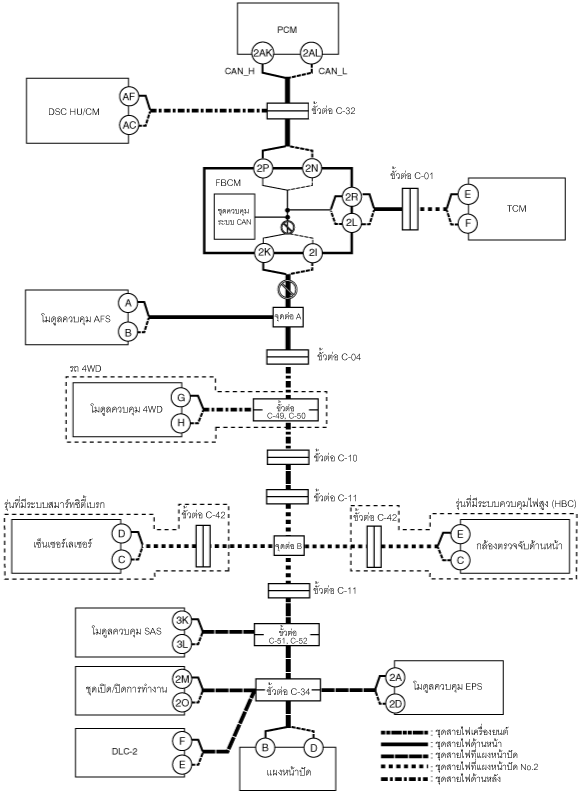 PCM
2AK 2AL
CAN_H CAN_L
AF
DSC HU/CM
AC
ขั้วต่อ C-32
2P 2N
FBCM
ขั้วต่อ C-01
2R
E
ชุดควบคุม
ระบบ CAN
TCM
2L
F
2K 2I
A
โมดูลควบคุม AFS
B
ชุดต่อ A
ขั้วต่อ C-04
รถ 4WD
G
โมดูลควบคุม 4WD
H
ขั้วต่อ
C-49, C-50
ขั้วต่อ C-10
ขั้วต่อ C-11
รุ่นที่มีระบบสมาร์ทซิตี้เบรก
รุ่นที่มีระบบควบคุมไฟสูง (HBC)
ขั้วต่อ C-42
ขั้วต่อ C-42
D
เซ็นเซอร์เลเซอร์
C
จุดต่อ B
E
กล้องตรวจจับด้านหน้า
C
ขั้วต่อ C-11
3K
โมดูลควบคุม SAS
3L
ขั้วต่อ
C-51, C-52
2M
ชุดเปิด/ปิดการทำงาน
2O
ขั้วต่อ C-34
2A
โมดูลควบคุม EPS
2D
F
DLC-2
E
B D
แผงหน้าปัด
: ชุดสายไฟเครื่องยนต์
: ชุดสายไฟด้านหน้า
: ชุดสายไฟที่แผงหน้าปัด
: ชุดสายไฟที่แผงหน้าปัด No.2
: ชุดสายไฟด้านหลัง